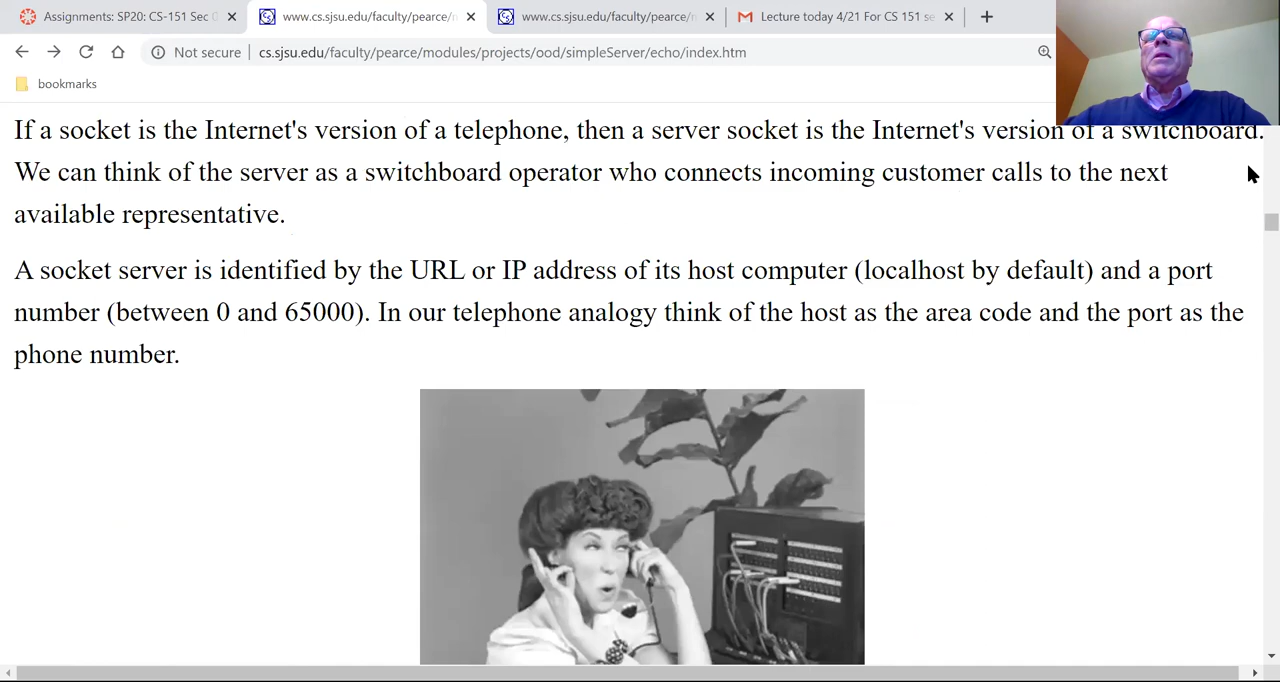 Assignments: SP20: CS-151 Sec
www.cs.sjsu.edu/faculty/pearce/
www.cs.sjsu.edu/faculty/pearce/
Lecture today 4/21 For CS 151 se
Not secure
cs.sjsu.edu/faculty/pearce/modules/projects/ood/simpleServer/echo/index.htm
bookmarks
If a socket is the Internet's version of a telephone, then a server socket is the Internet's version of a switchboard.
We can think of the server as a switchboard operator who connects incoming customer calls to the next
available representative.
A socket server is identified by the URL or IP address of its host computer (localhost by default) and a port
number (between 0 and 65000). In our telephone analogy think of the host as the area code and the port as the
phone number.